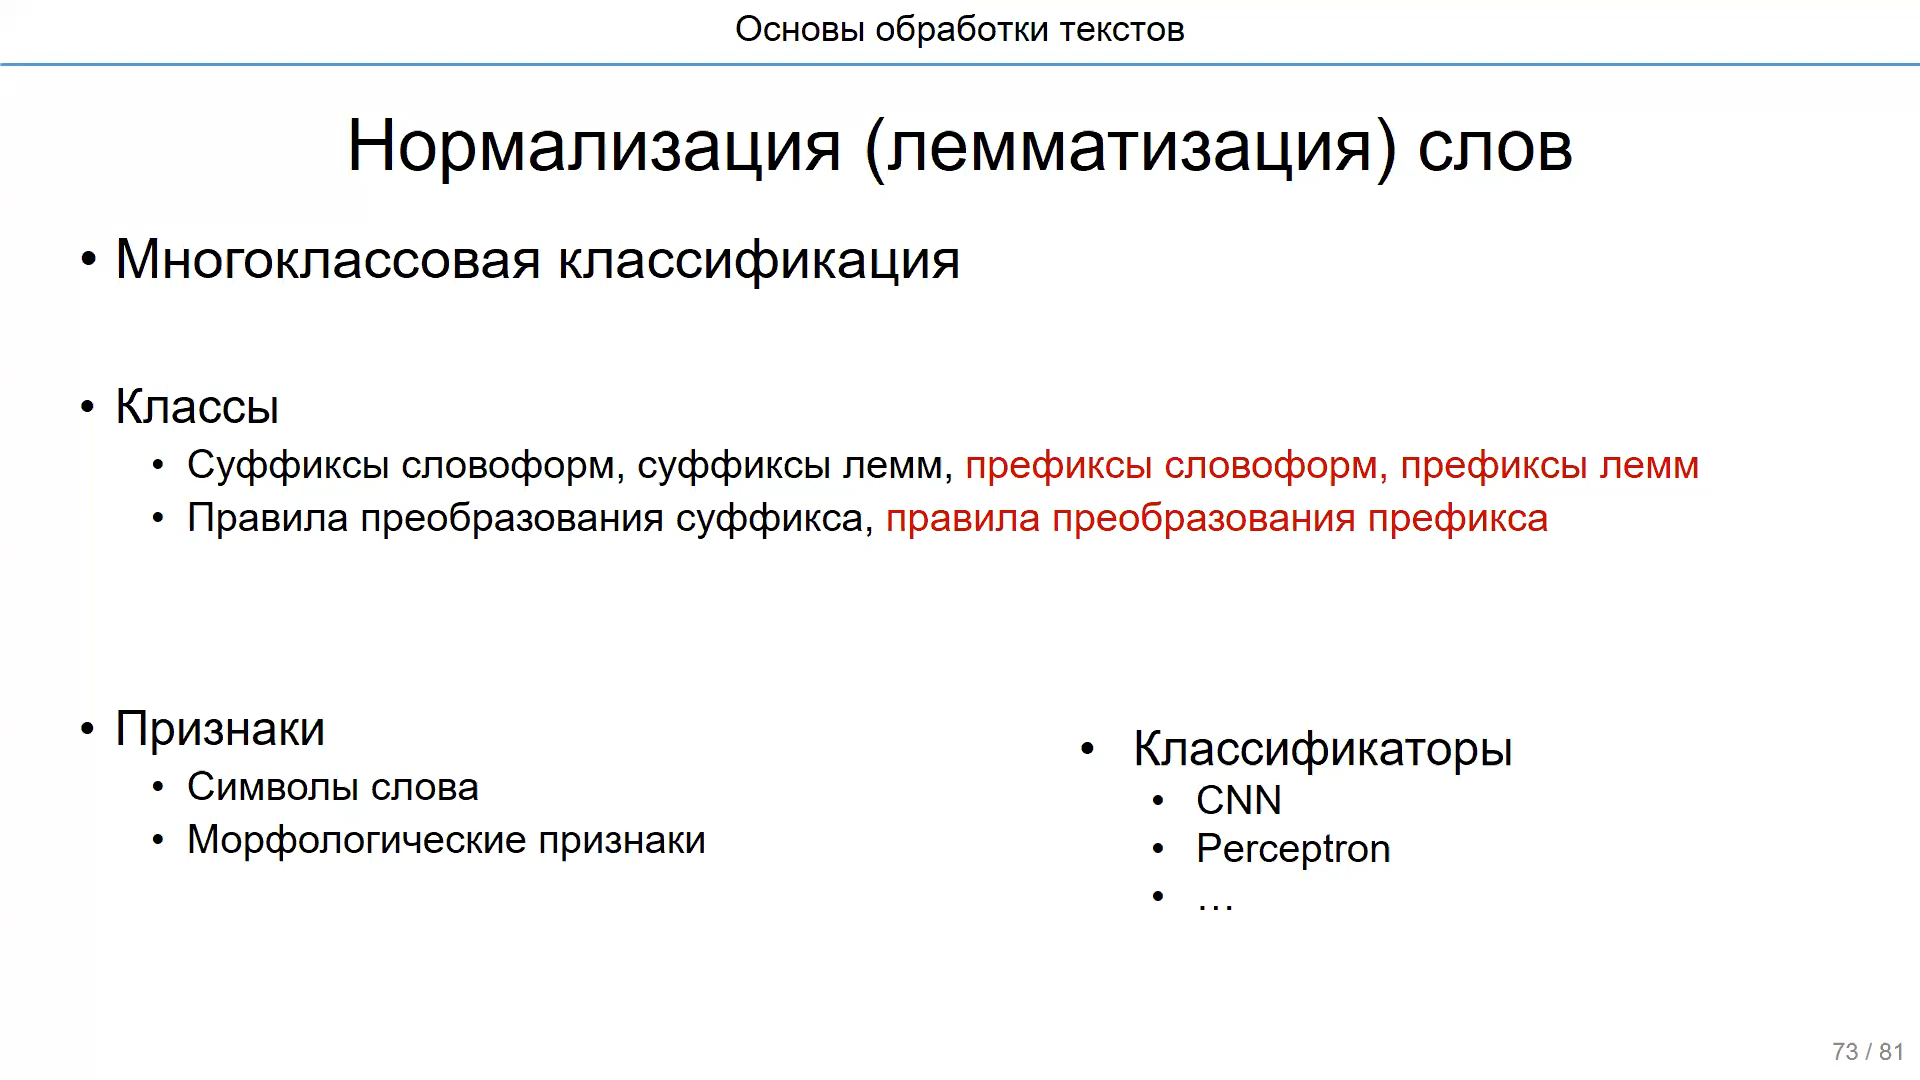 Основы обработки текстов
Нормализация (лемматизация) слов
• Многоклассовая классификация
• Классы
• Суффиксы словоформ, суффиксы лемм, префиксы словоформ, префиксы лемм
• Правила преобразования суффикса, правила преобразования префикса
• Признаки
• Символы слова
• Морфологические признаки
• Классификаторы
• CNN
• Perceptron
• …
73 / 81